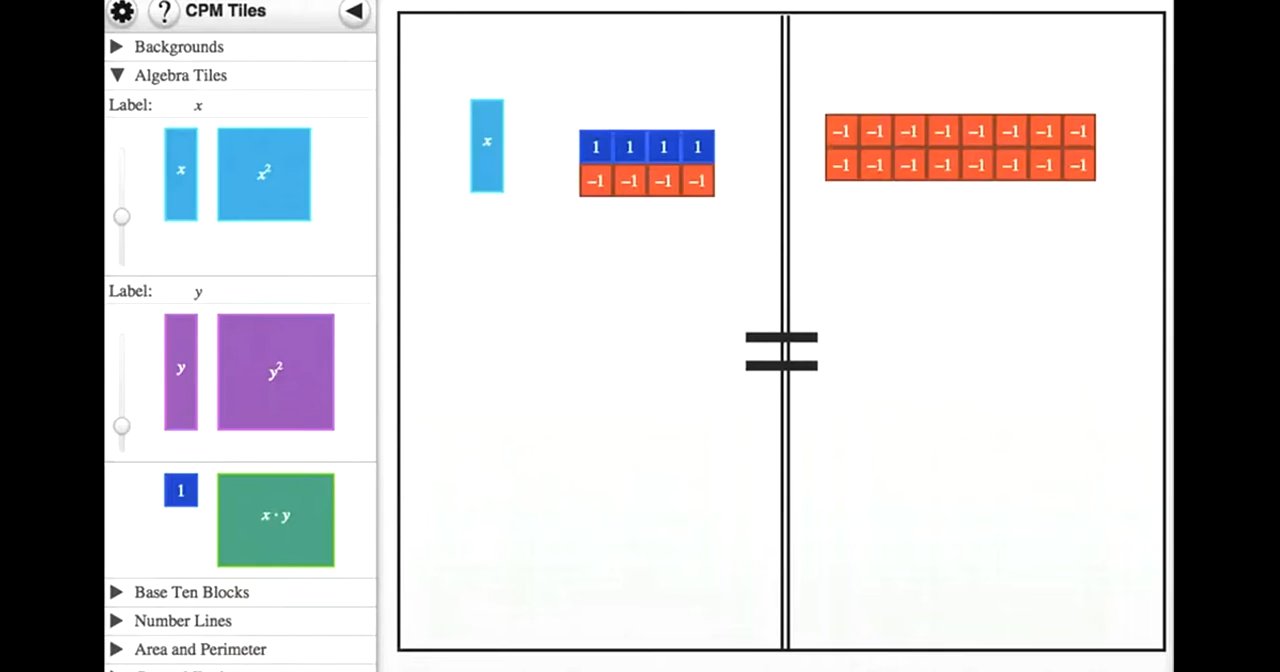 ? CPM Tiles
Backgrounds
Algebra Tiles
Label: x
x x²
Label: y
y y²
1 x · y
Base Ten Blocks
Number Lines
Area and Perimeter
x
1 1 1 1
−1 −1 −1 −1
−1 −1 −1 −1 −1 −1 −1 −1
−1 −1 −1 −1 −1 −1 −1 −1
=